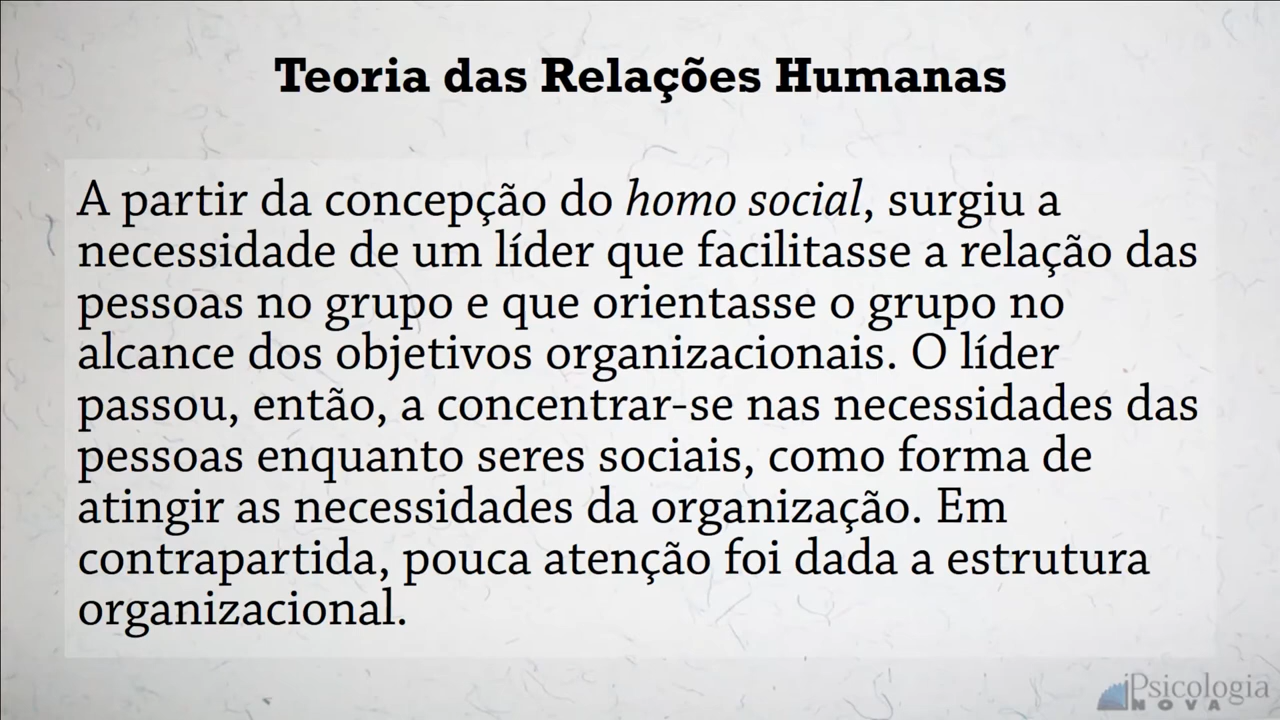 Teoria das Relações Humanas
A partir da concepção do homo social, surgiu a
necessidade de um líder que facilitasse a relação das
pessoas no grupo e que orientasse o grupo no
alcance dos objetivos organizacionais. O líder
passou, então, a concentrar-se nas necessidades das
pessoas enquanto seres sociais, como forma de
atingir as necessidades da organização. Em
contrapartida, pouca atenção foi dada a estrutura
organizacional.
Psicologia
NOVA